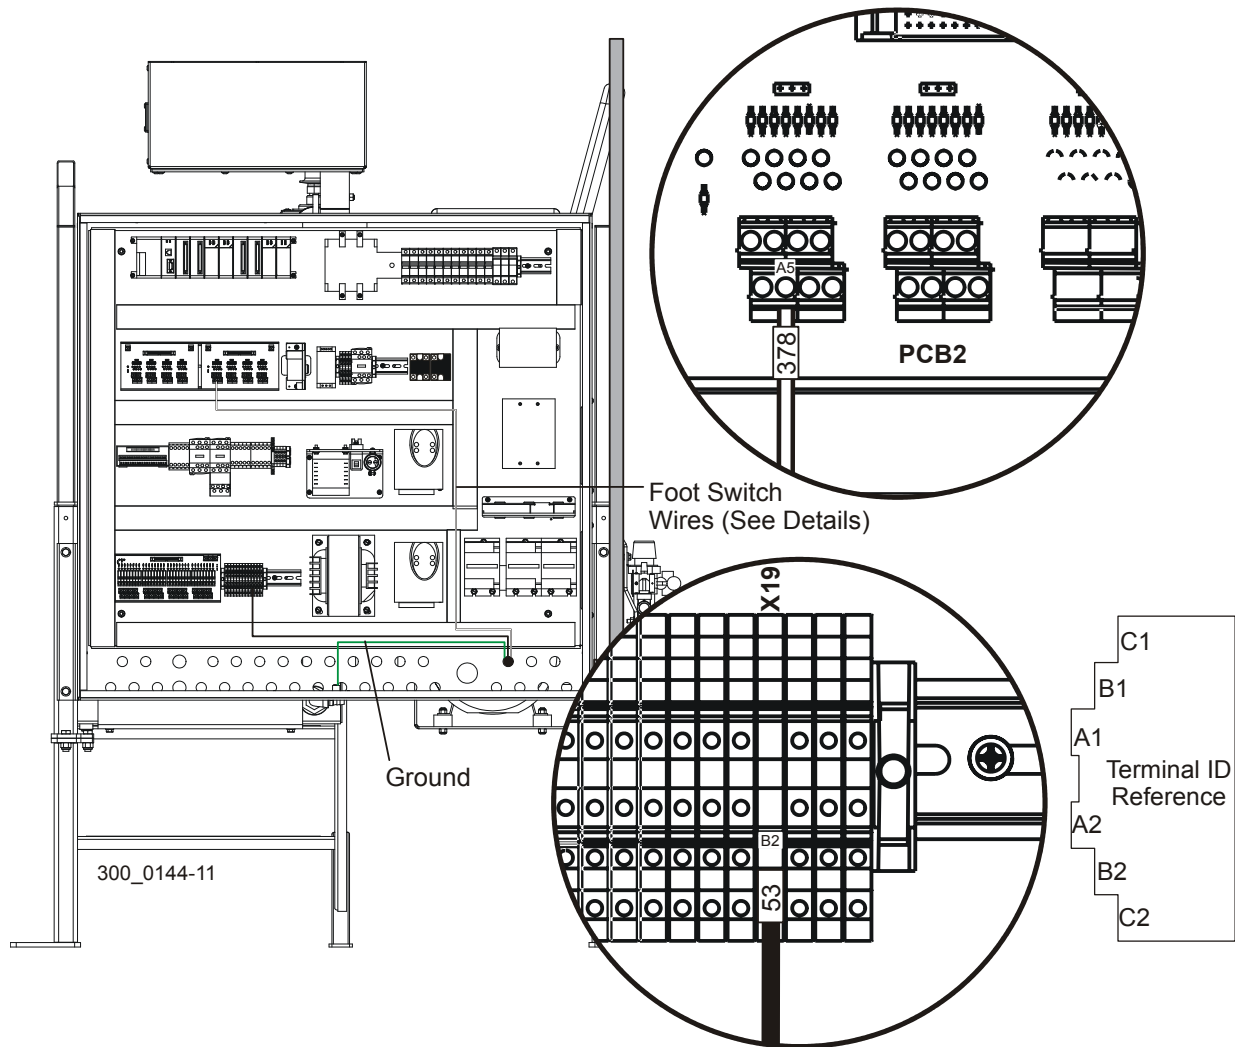 A5
378
PCB2
Foot Switch
Wires (See Details)
X19
C1
B1
A1
Terminal ID
Reference
A2
B2
C2
B2
53
Ground
300_0144-11